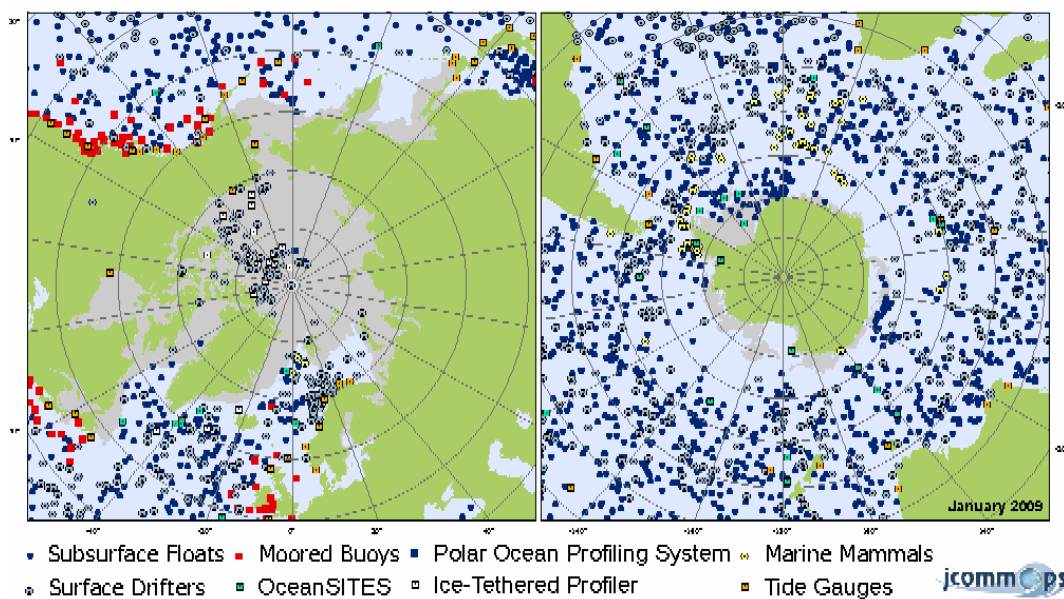 January 2009
Subsurface Floats Moored Buoys Polar Ocean Profiling System Marine Mammals
Surface Drifters OceanSITES Ice-Tethered Profiler Tide Gauges
jcommOps